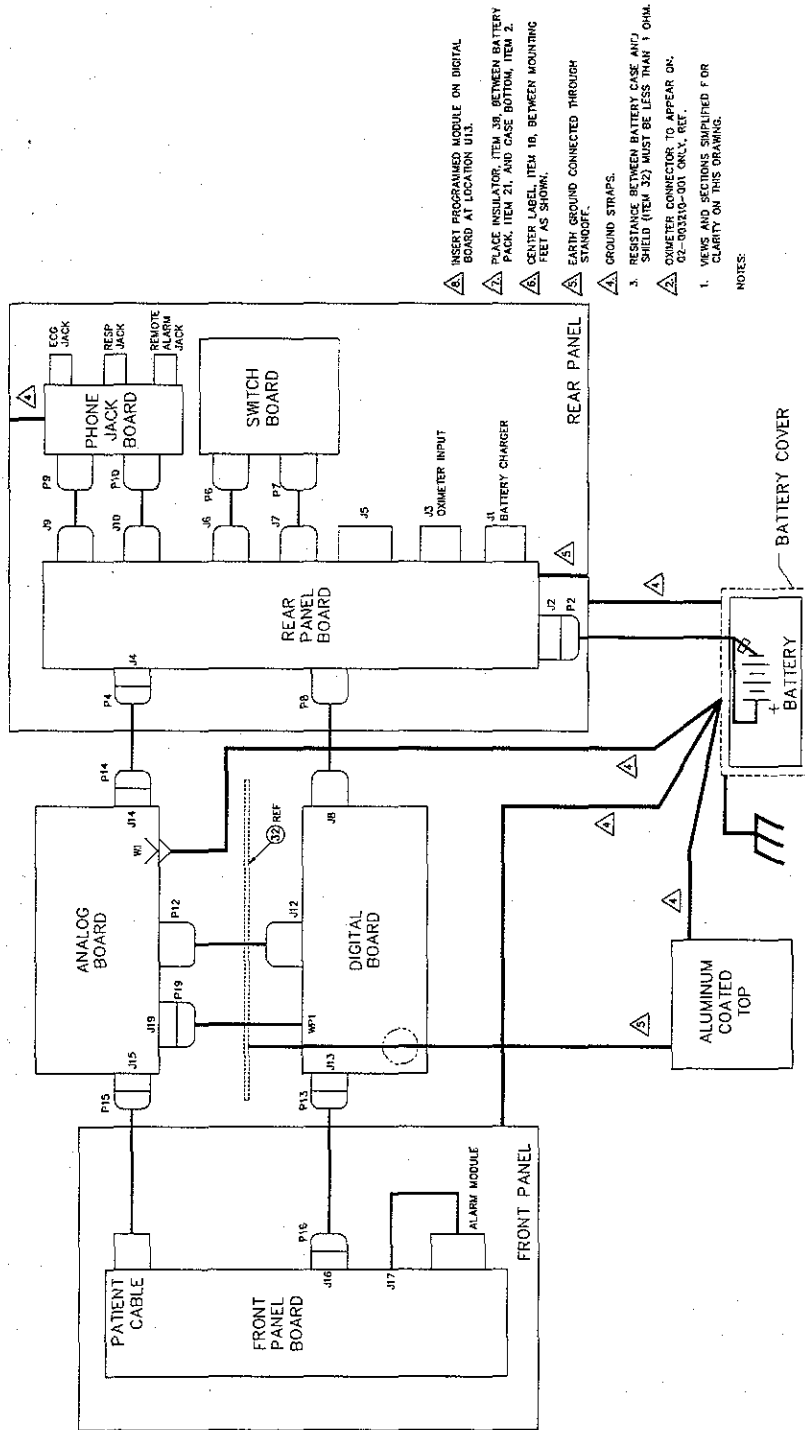 PATIENT
CABLE
FRONT
PANEL
BOARD
J16
P16
J17
ALARM MODULE
FRONT PANEL
P15
J15
J19
P19
ANALOG
BOARD
P12
W1
J14
P14
32 REF
P13
J13
WP1
J12
DIGITAL
BOARD
J8
5
ALUMINUM
COATED
TOP
4
4
4
P4
J4
P8
REAR
PANEL
BOARD
J9
P9
J10
P10
PHONE
JACK
BOARD
4
ECG
JACK
RESP
JACK
REMOTE
ALARM
JACK
J6
P6
J7
P7
SWITCH
BOARD
J5
J3
OXIMETER INPUT
J1
BATTERY CHARGER
J2
P2
5
REAR PANEL
4
+
BATTERY
BATTERY COVER
8. INSERT PROGRAMMED MODULE ON DIGITAL
BOARD AT LOCATION U13.
7. PLACE INSULATOR, ITEM 38, BETWEEN BATTERY
PACK, ITEM 21, AND CASE BOTTOM, ITEM 2.
6. CENTER LABEL, ITEM 18, BETWEEN MOUNTING
FEET AS SHOWN.
5. EARTH GROUND CONNECTED THROUGH
STANDOFF.
4. GROUND STRAPS.
3. RESISTANCE BETWEEN BATTERY CASE AND
SHIELD (ITEM 32) MUST BE LESS THAN 1 OHM.
2. OXIMETER CONNECTOR TO APPEAR ON
02-003210-001 ONLY, REF.
1. VIEWS AND SECTIONS SIMPLIFIED FOR
CLARITY ON THIS DRAWING.
NOTES: